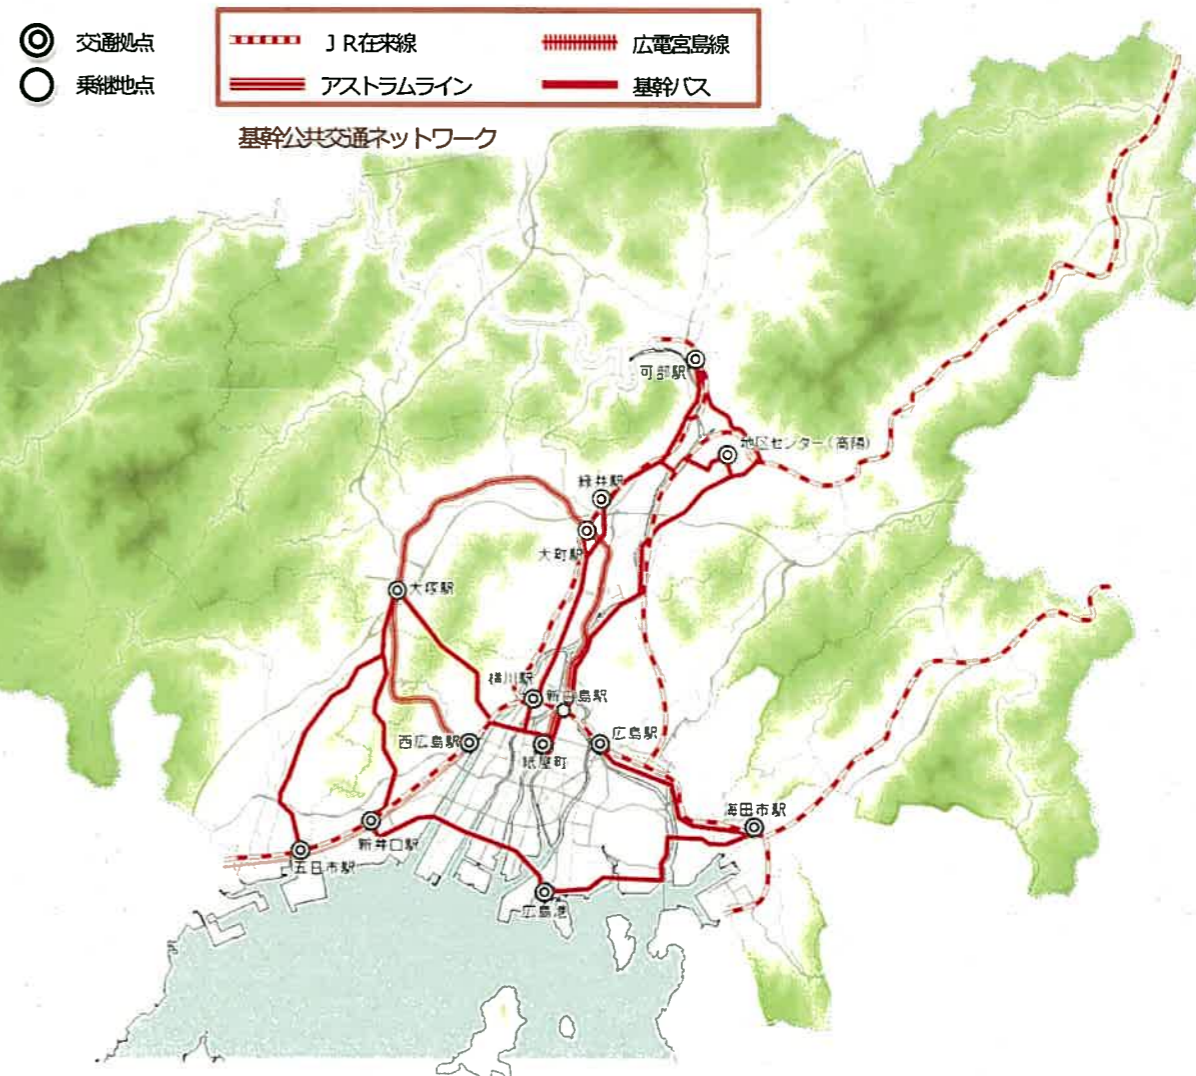 交通拠点
乗継地点
ＪＲ在来線
広電宮島線
アストラムライン
基幹バス
基幹公共交通ネットワーク
可部駅
地区センター(高陽)
緑井駅
大町駅
大塚駅
横川駅
新白島駅
西広島駅
紙屋町
広島駅
海田市駅
新井口駅
五日市駅
広島港